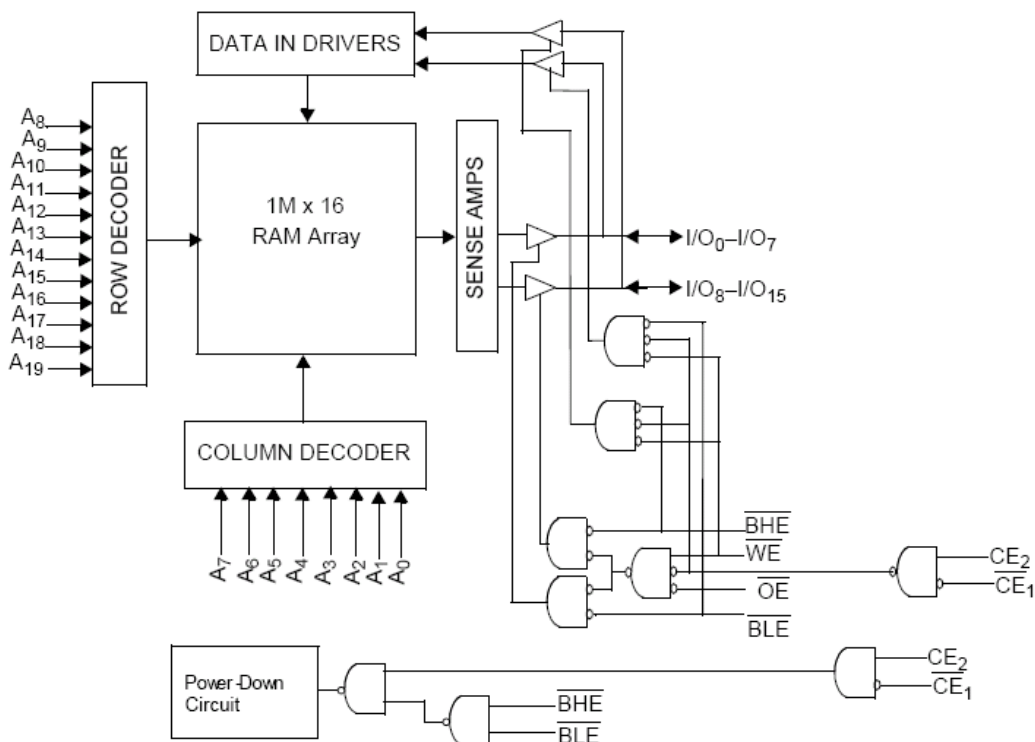 DATA IN DRIVERS
A8
A9
A10
A11
A12
A13
A14
A15
A16
A17
A18
A19
ROW DECODER
1M x 16
RAM Array
SENSE AMPS
I/O0–I/O7
I/O8–I/O15
COLUMN DECODER
A7
A6
A5
A4
A3
A2
A1
A0
BHE
WE
OE
BLE
CE2
CE1
Power-Down
Circuit
BHE
BLE
CE2
CE1